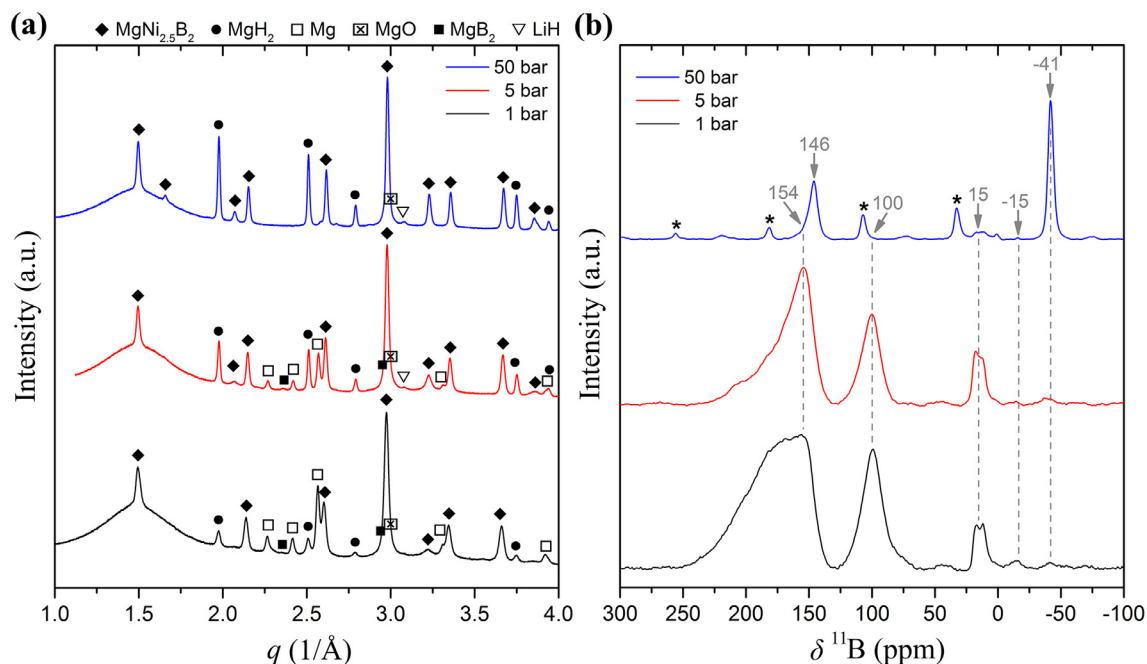 (a)
◆ MgNi2.5B2 ● MgH2 □ Mg ⊠ MgO ■ MgB2 ▽ LiH
50 bar
5 bar
1 bar
Intensity (a.u.)
1.0 1.5 2.0 2.5 3.0 3.5 4.0
q (1/Å)
(b)
50 bar
5 bar
1 bar
-41
146
154
100
15
-15
* * * *
Intensity (a.u.)
300 250 200 150 100 50 0 -50 -100
δ ¹¹B (ppm)